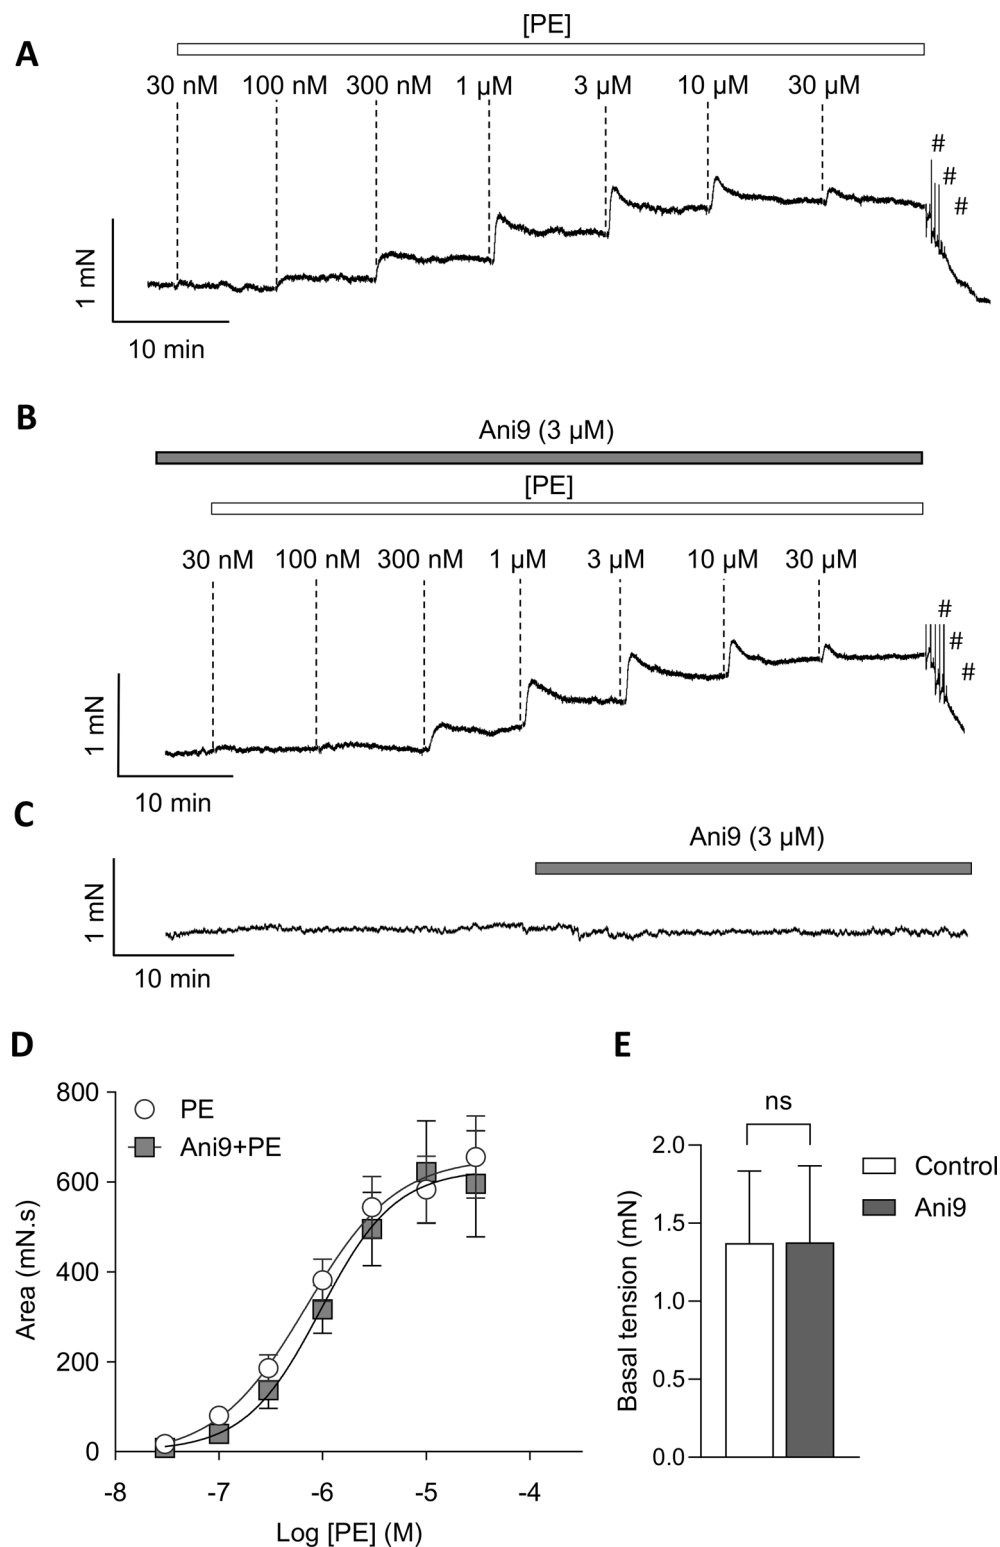 A
[PE]
30 nM 100 nM 300 nM 1 µM 3 µM 10 µM 30 µM
#
#
#
1 mN
10 min
B
Ani9 (3 µM)
[PE]
30 nM 100 nM 300 nM 1 µM 3 µM 10 µM 30 µM
#
#
#
1 mN
10 min
C
Ani9 (3 µM)
1 mN
10 min
D
800
600
400
200
0
Area (mN.s)
PE
Ani9+PE
-8 -7 -6 -5 -4
Log [PE] (M)
E
ns
2.0
1.5
1.0
0.5
0.0
Basal tension (mN)
Control
Ani9